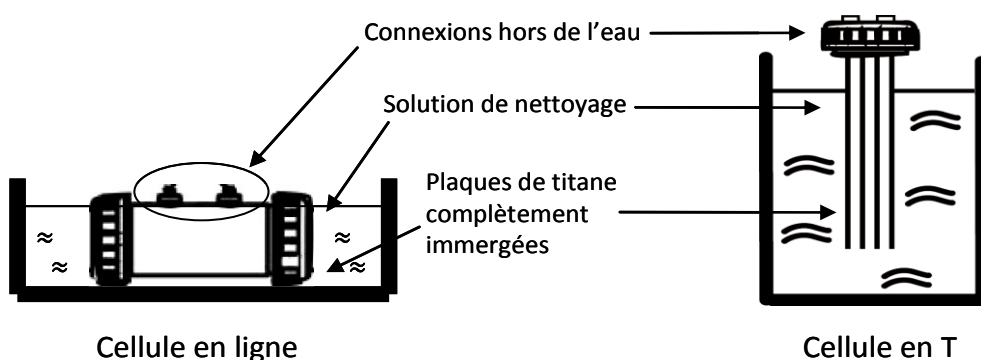 Connexions hors de l’eau
Solution de nettoyage
Plaques de titane
complètement
immergées
Cellule en ligne
Cellule en T